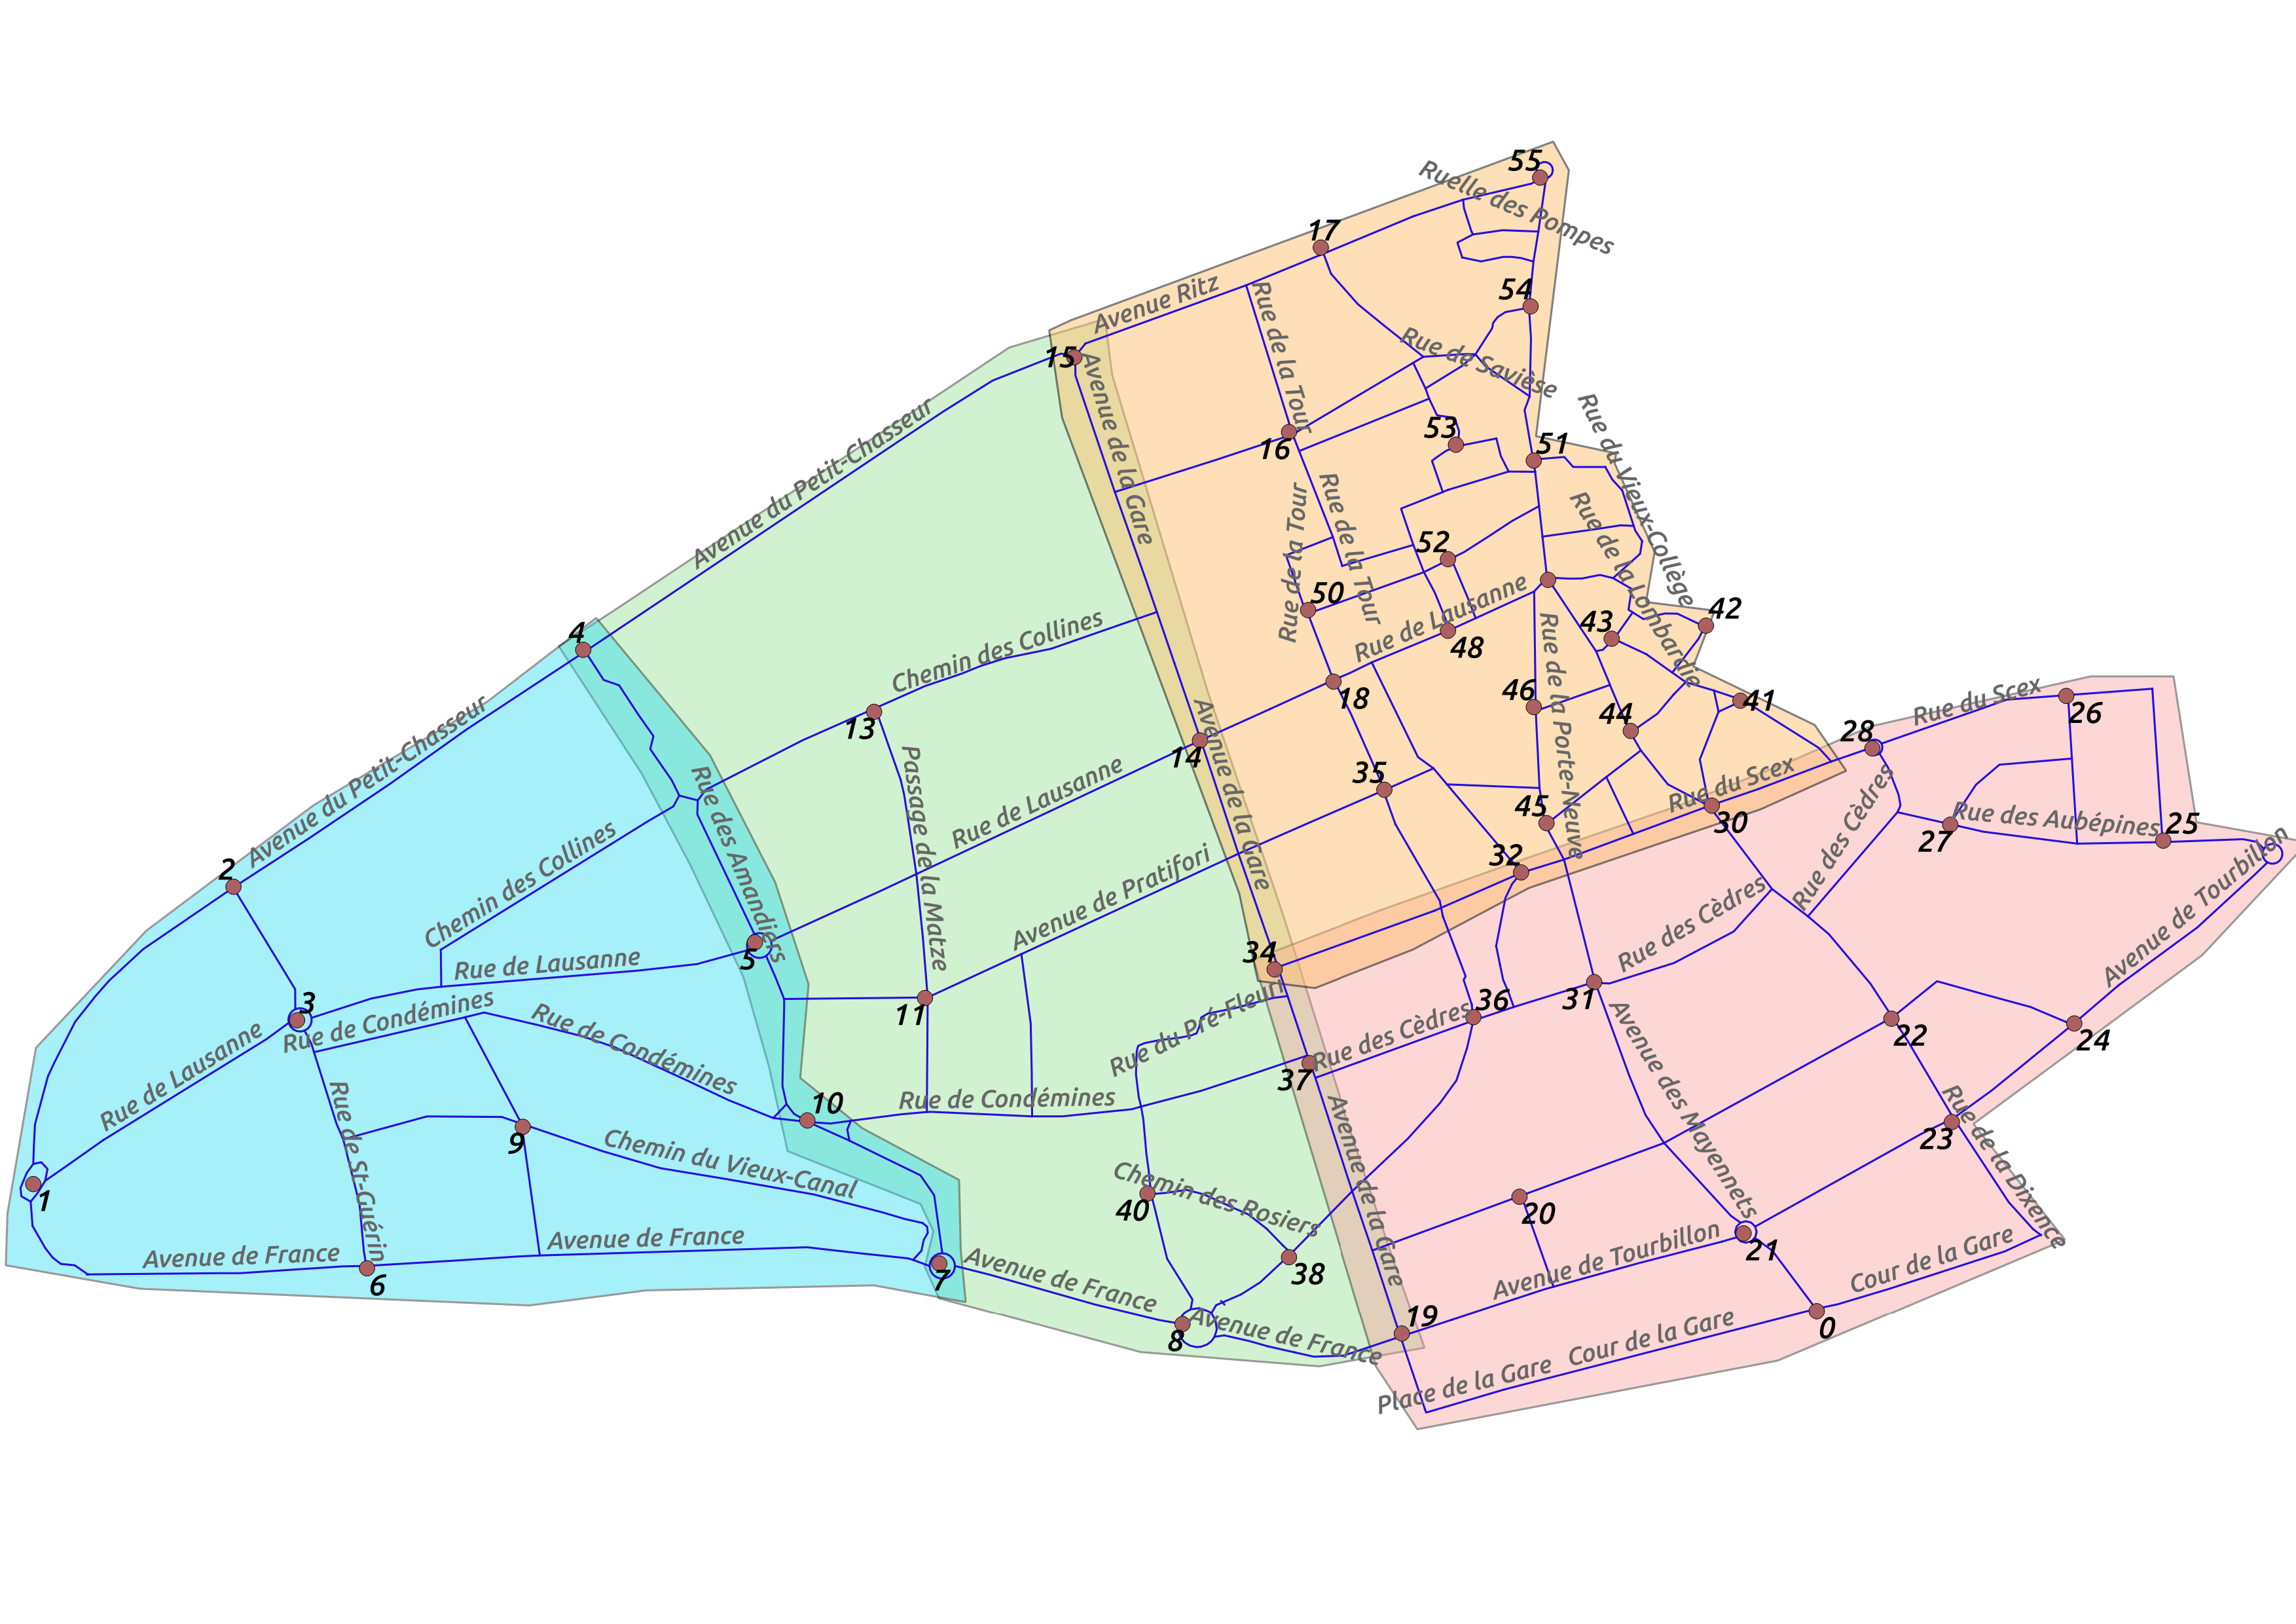 55
Ruelle des Pompes
17
54
Avenue Ritz
Rue de la Tour
Rue de Savièse
15
Avenue de la Gare
Rue du Vieux-Collège
53
51
16
Avenue du Petit-Chasseur
Rue de la Tour
Rue de la Tour
Rue de la Lombardie
52
50
Rue de Lausanne
48
43
42
4
Chemin des Collines
Rue de la Porte-Neuve
18
46
44
41
13
Avenue du Petit-Chasseur
Rue du Scex
26
28
14
Avenue de la Gare
35
Rue du Scex
Rue des Cèdres
Passage de la Matze
Rue de Lausanne
Rue des Amandiers
45
30
27
Rue des Aubépines
25
2
Chemin des Collines
32
Avenue de Pratifori
Rue des Cèdres
Avenue de Tourbillon
5
Rue de Lausanne
34
3
Rue de Condémines
Rue de Condémines
11
Rue du Pré-Fleuri
36
31
22
24
Rue de Lausanne
Rue des Cèdres
37
Avenue des Mayennets
10
Rue de Condémines
9
Chemin du Vieux-Canal
Rue de St-Guérin
Avenue de la Gare
23
Rue de la Dixence
1
40
Chemin des Rosiers
20
Avenue de France
Avenue de France
6
7
Avenue de France
38
Avenue de Tourbillon
21
Cour de la Gare
8
Avenue de France
19
0
Place de la Gare
Cour de la Gare